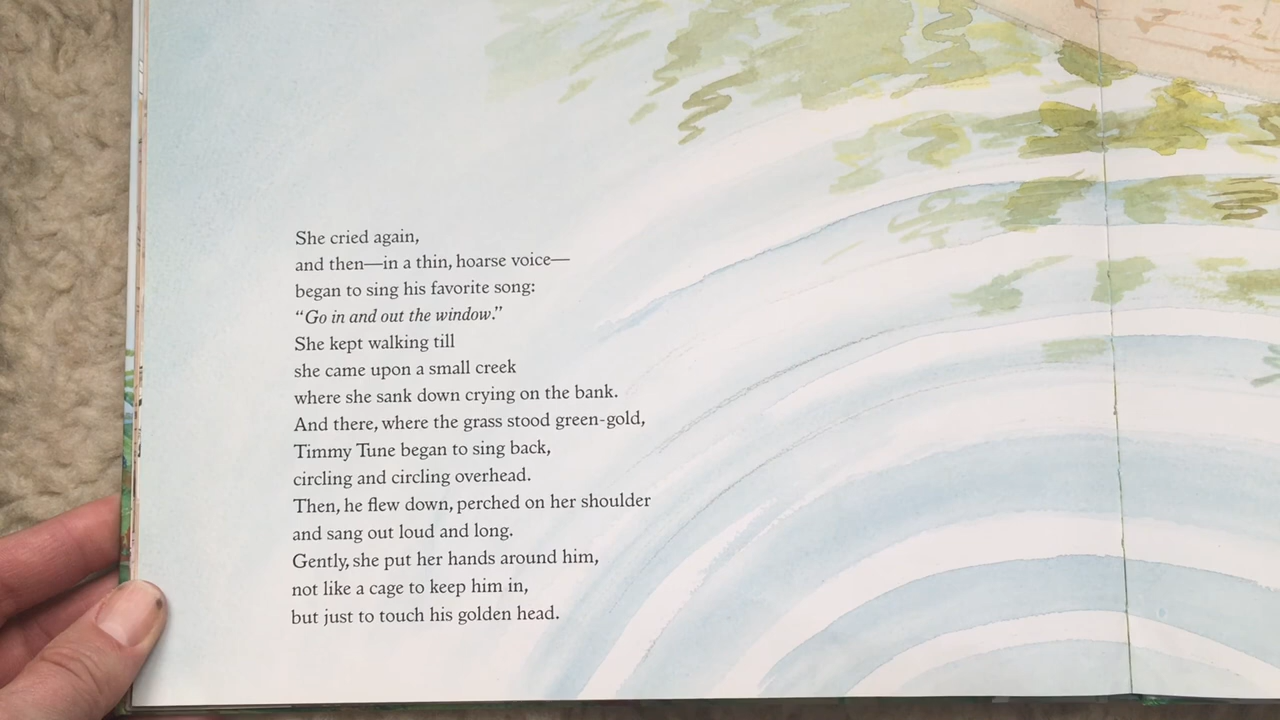 She cried again,
and then—in a thin, hoarse voice—
began to sing his favorite song:
“Go in and out the window.”
She kept walking till
she came upon a small creek
where she sank down crying on the bank.
And there, where the grass stood green-gold,
Timmy Tune began to sing back,
circling and circling overhead.
Then, he flew down, perched on her shoulder
and sang out loud and long.
Gently, she put her hands around him,
not like a cage to keep him in,
but just to touch his golden head.